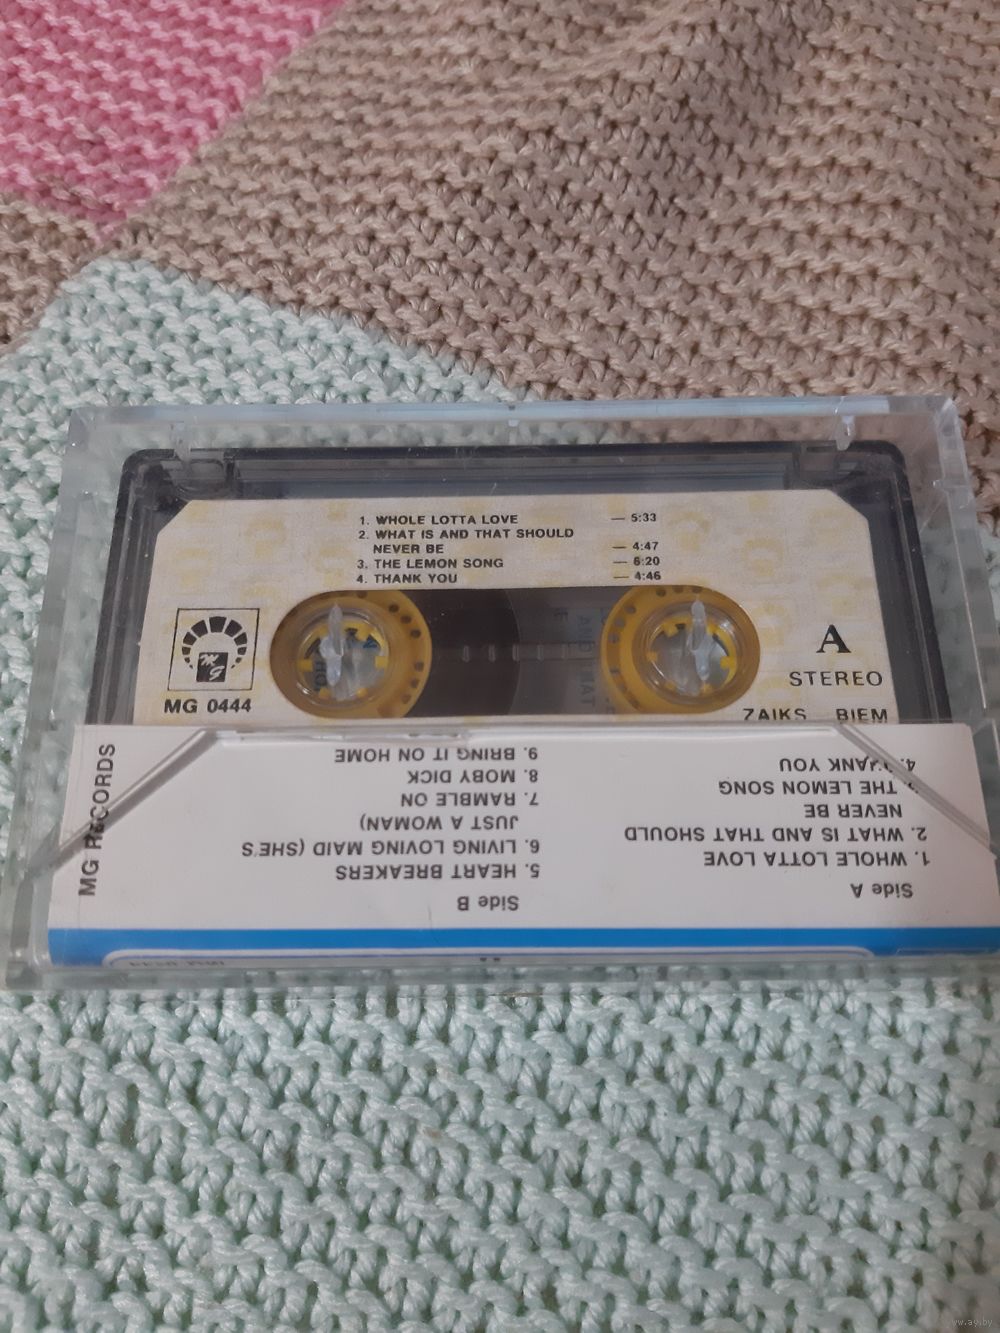 1. WHOLE LOTTA LOVE — 5:33
2. WHAT IS AND THAT SHOULD
NEVER BE — 4:47
3. THE LEMON SONG — 6:20
4. THANK YOU — 4:46
MG 0444
A
STEREO
ZAIKS BIEM
MG RECORDS
Side A
1. WHOLE LOTTA LOVE
2. WHAT IS AND THAT SHOULD
NEVER BE
3. THE LEMON SONG
4. THANK YOU
Side B
5. HEART BREAKERS
6. LIVING LOVING MAID (SHE'S
JUST A WOMAN)
7. RAMBLE ON
8. MOBY DICK
9. BRING IT ON HOME